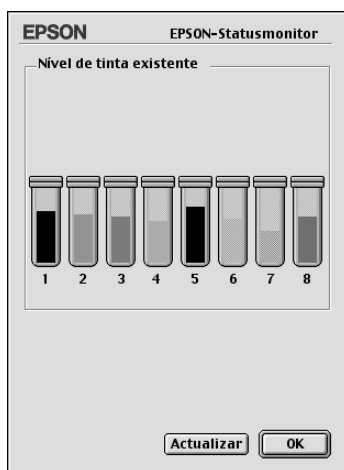 EPSON EPSON-Statusmonitor
Nível de tinta existente
1 2 3 4 5 6 7 8
Actualizar OK